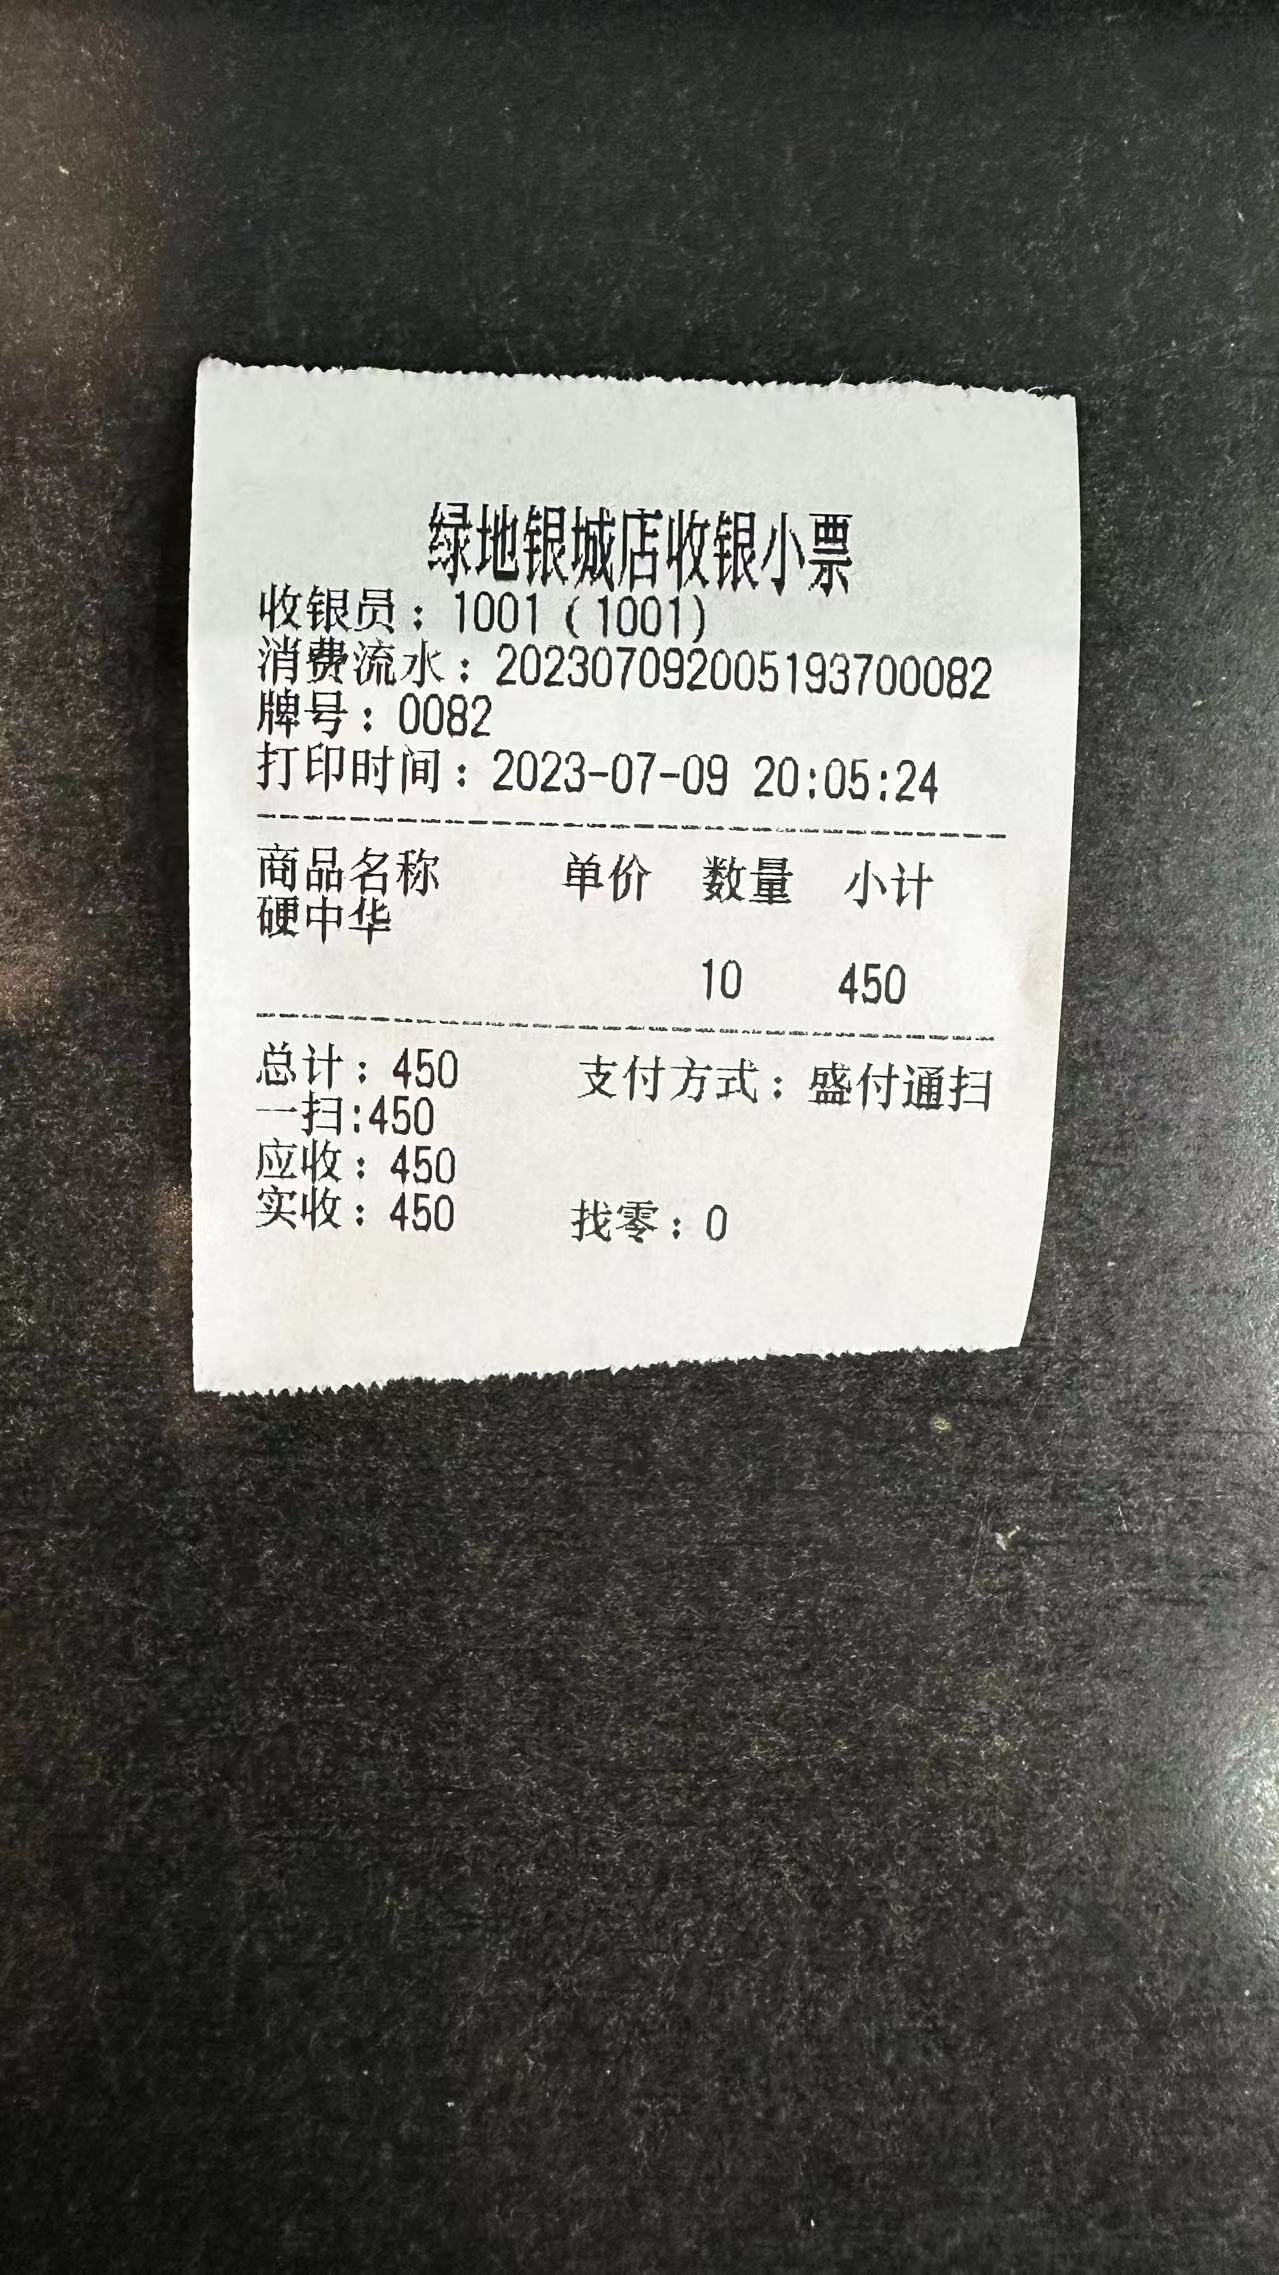 绿地银城店收银小票
收银员：1001（1001）
消费流水：202307092005193700082
牌号：0082
打印时间：2023-07-09 20:05:24
商品名称 单价 数量 小计
硬中华
10 450
总计：450 支付方式：盛付通扫
一扫:450
应收：450
实收：450 找零：0